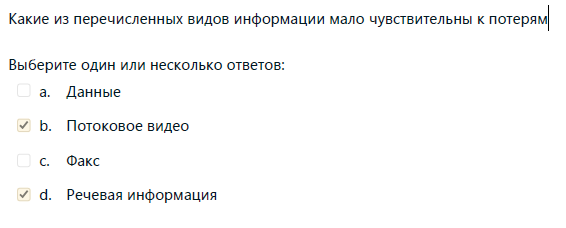 Какие из перечисленных видов информации мало чувствительны к потерям
Выберите один или несколько ответов:
a. Данные
b. Потоковое видео
c. Факс
d. Речевая информация